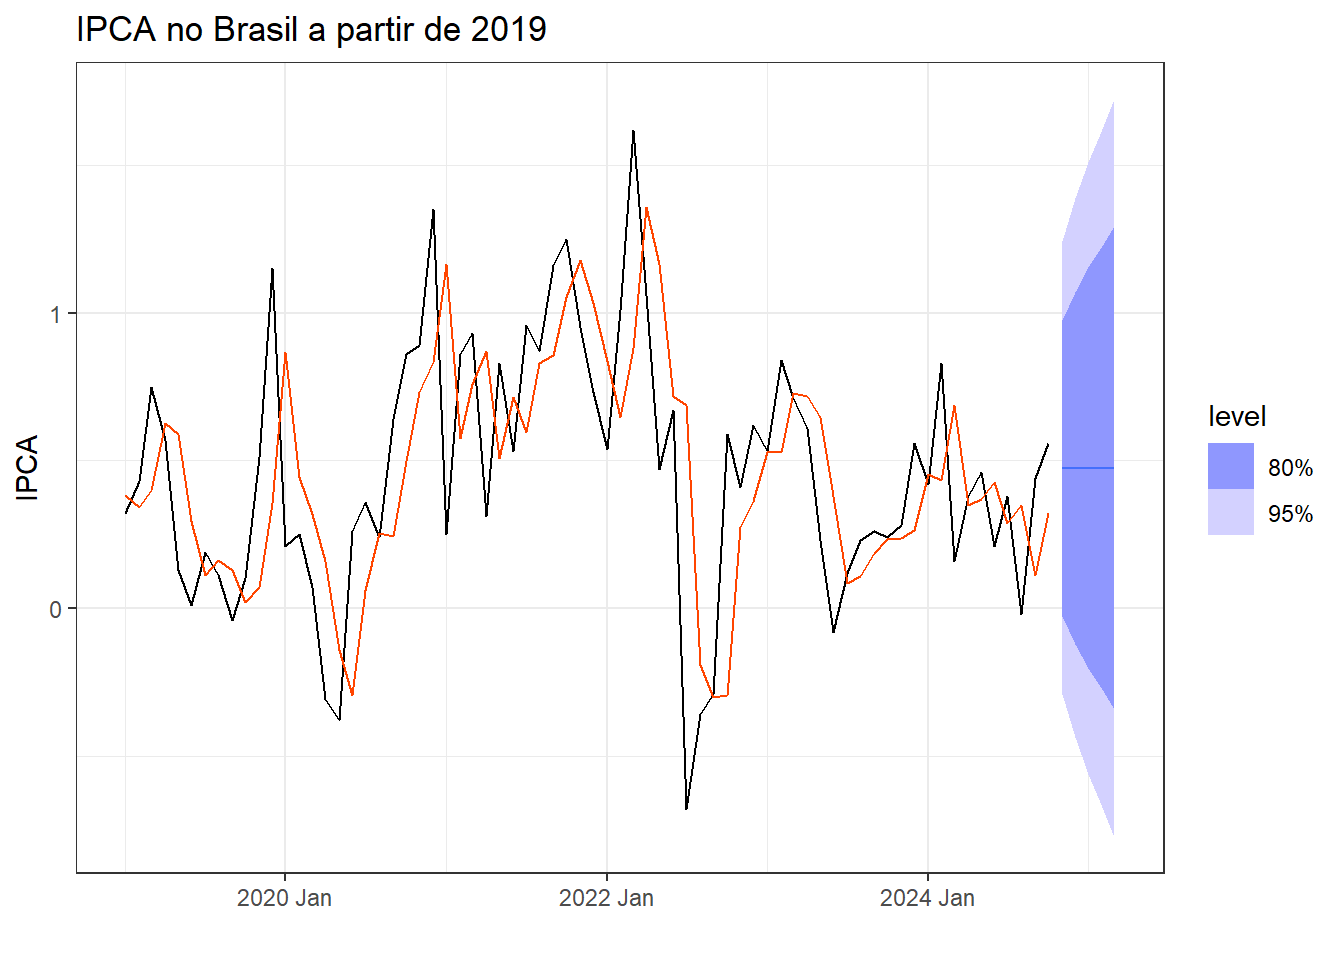 IPCA no Brasil a partir de 2019
IPCA
1
0
2020 Jan
2022 Jan
2024 Jan
level
80%
95%